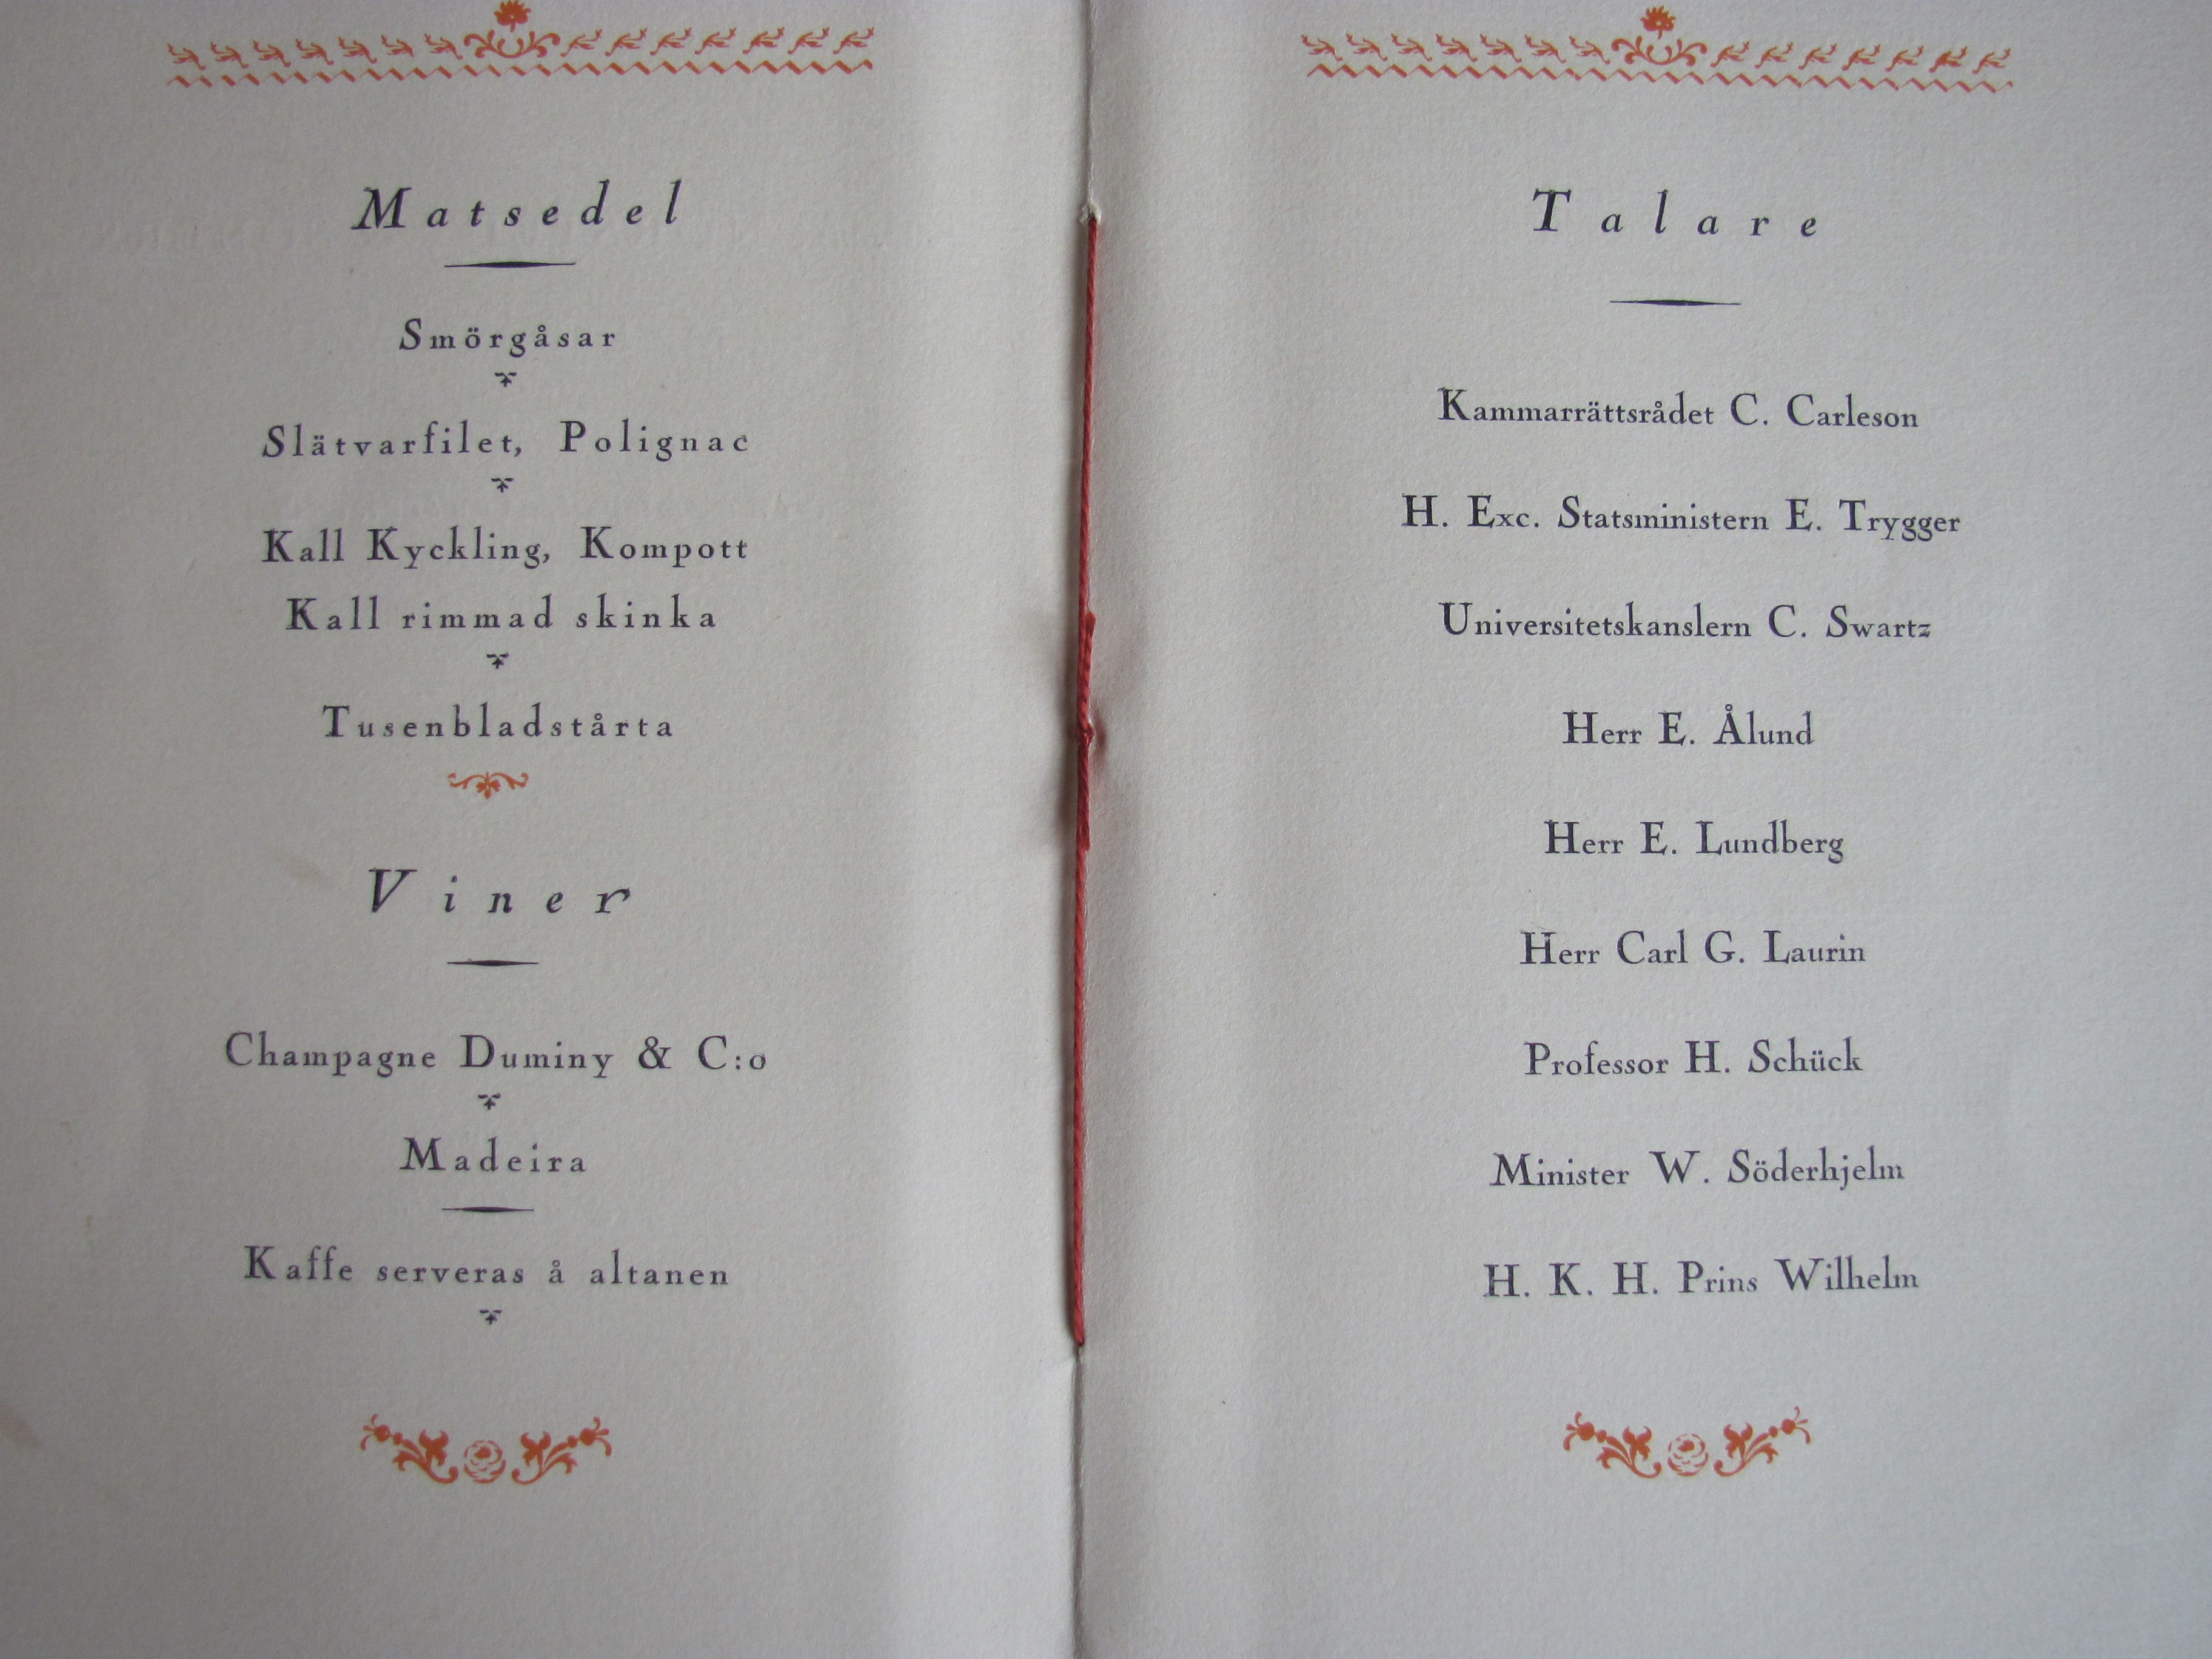 Matsedel
Smörgåsar
Slätvarfilet, Polignac
Kall Kyckling, Kompott
Kall rimmad skinka
Tusenbladstårta
Viner
Champagne Duminy & C:o
Madeira
Kaffe serveras å altanen
Talare
Kammarrättsrådet C. Carleson
H. Exc. Statsministern E. Trygger
Universitetskanslern C. Swartz
Herr E. Ålund
Herr E. Lundberg
Herr Carl G. Laurin
Professor H. Schück
Minister W. Söderhjelm
H. K. H. Prins Wilhelm